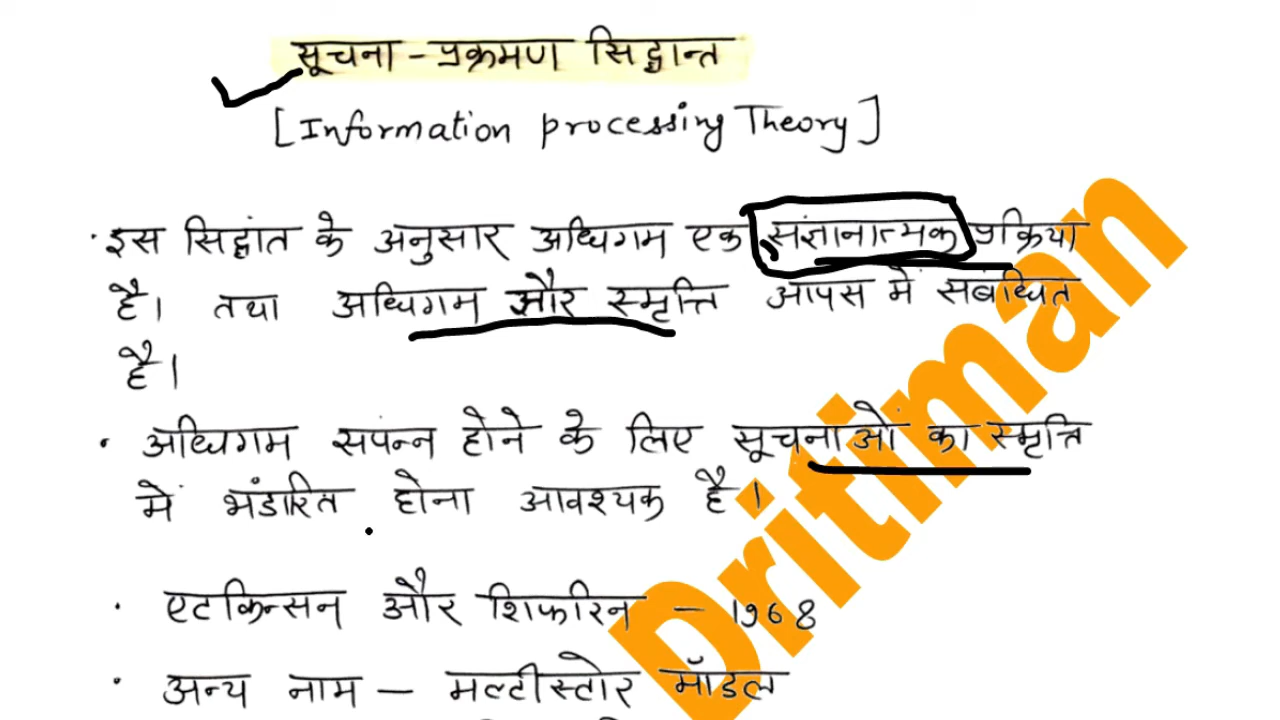 सूचना - प्रक्रमण सिद्धान्त
[Information processing Theory]
· इस सिद्धांत के अनुसार अधिगम एक संज्ञानात्मक प्रक्रिया
है। तथा अधिगम और स्मृति आपस में संबंधित
है।
· अधिगम संपन्न होने के लिए सूचनाओं का स्मृति
में भंडारित होना आवश्यक है।
· एटकिन्सन और शिफरिन - 1968
· अन्य नाम - मल्टीस्टोर मॉडल
Dritiman